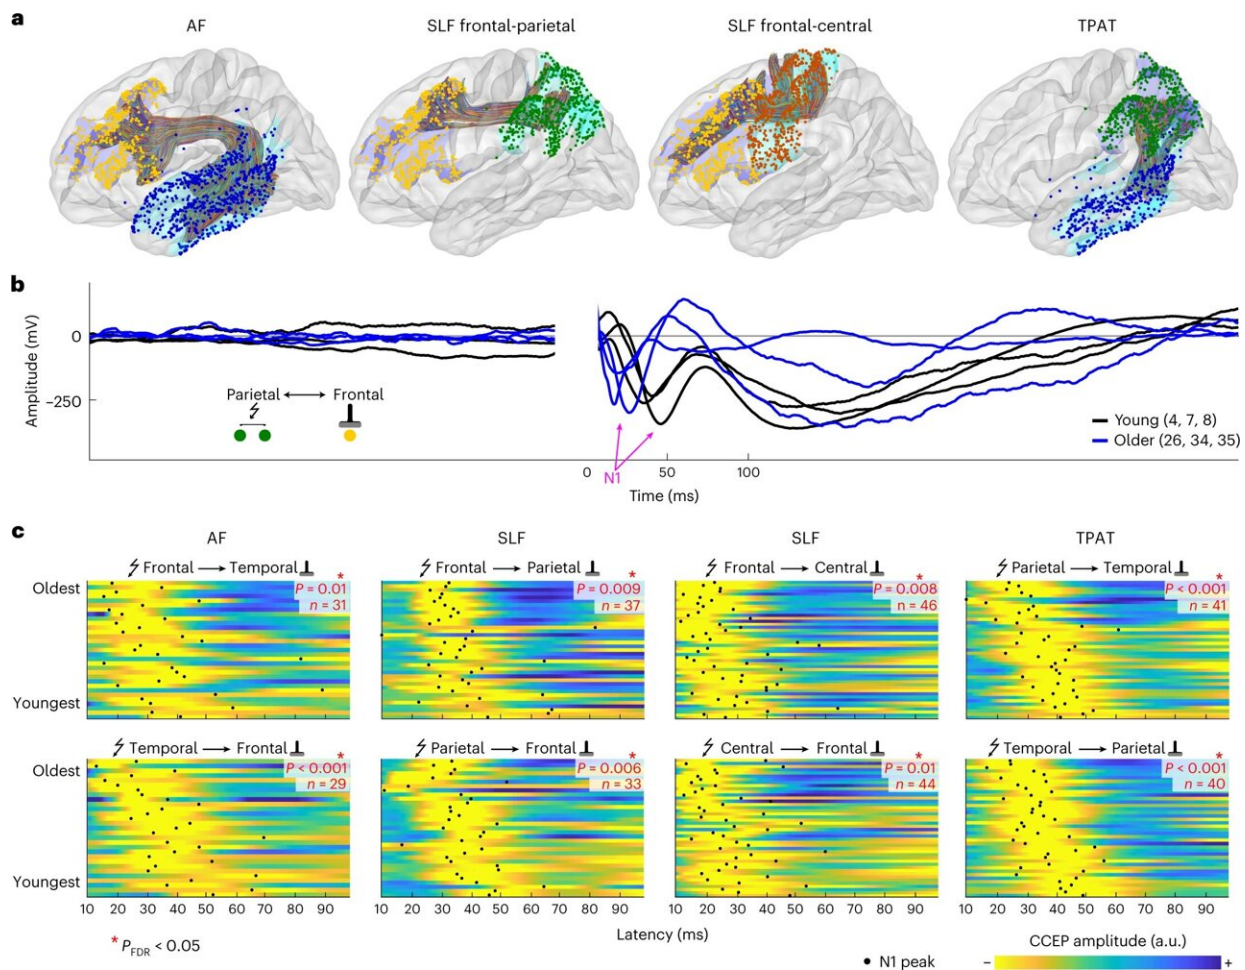 a
AF
SLF frontal-parietal
SLF frontal-central
TPAT
b
Amplitude (mV)
0
−250
Parietal
Frontal
N1
0
50
100
Time (ms)
Young (4, 7, 8)
Older (26, 34, 35)
c
AF
SLF
SLF
TPAT
Frontal → Temporal
Frontal → Parietal
Frontal → Central
Parietal → Temporal
Oldest
Youngest
*
P = 0.01
n = 31
*
P = 0.009
n = 37
*
P = 0.008
n = 46
*
P < 0.001
n = 41
Temporal → Frontal
Parietal → Frontal
Central → Frontal
Temporal → Parietal
Oldest
Youngest
*
P < 0.001
n = 29
*
P = 0.006
n = 33
*
P = 0.01
n = 44
*
P < 0.001
n = 40
10 20 30 40 50 60 70 80 90
10 20 30 40 50 60 70 80 90
10 20 30 40 50 60 70 80 90
10 20 30 40 50 60 70 80 90
Latency (ms)
* PFDR < 0.05
N1 peak
CCEP amplitude (a.u.)
− +